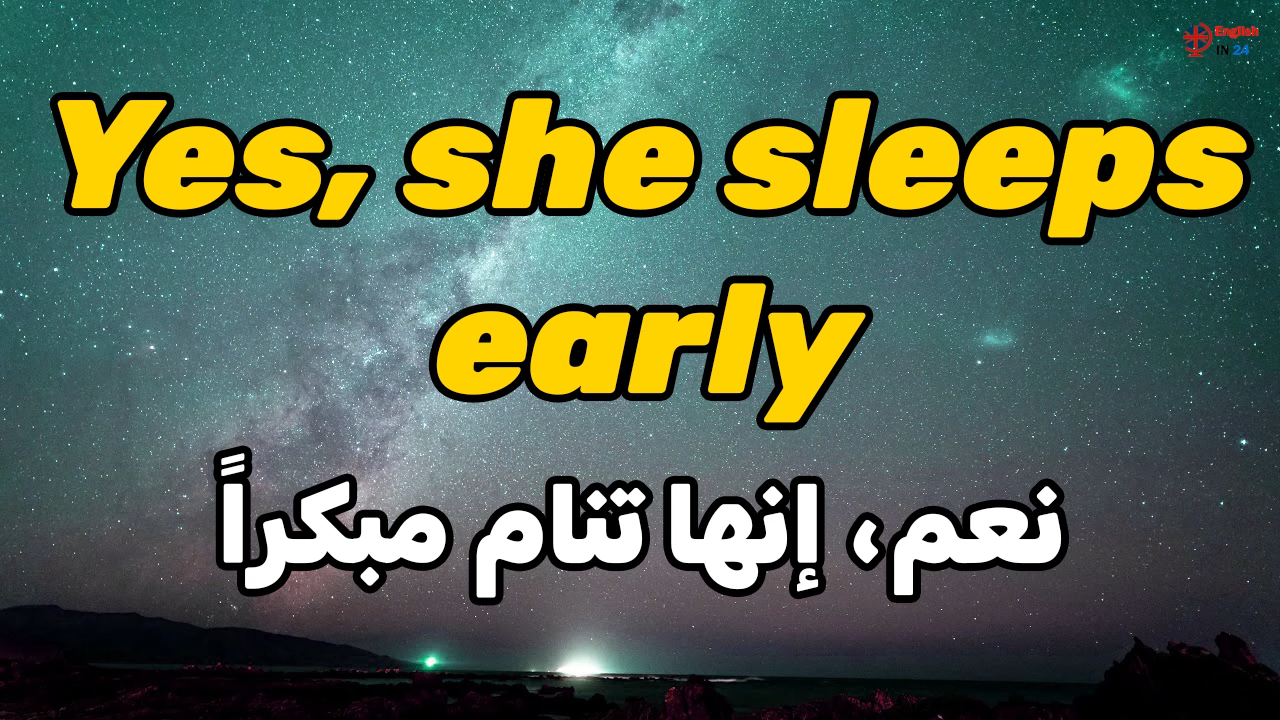 English
IN 24
Yes, she sleeps
early
نعم، إنها تنام مبكراً